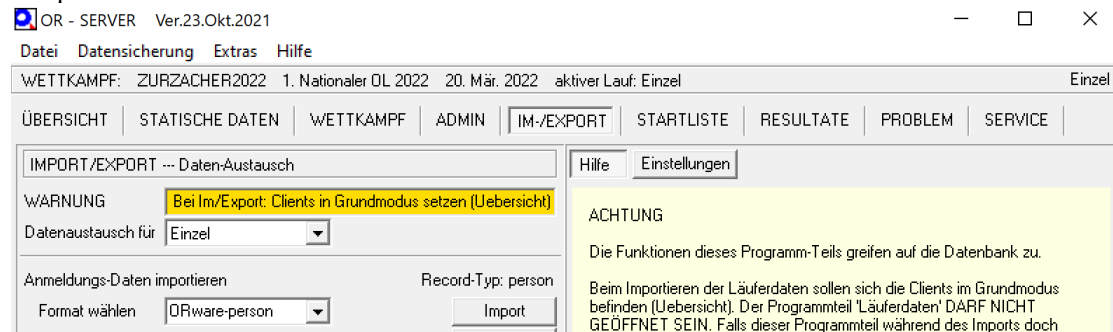 OR - SERVER Ver.23.Okt.2021
Datei Datensicherung Extras Hilfe
WETTKAMPF: ZURZACHER2022 1. Nationaler OL 2022 20. Mär. 2022 aktiver Lauf: Einzel Einzel
ÜBERSICHT STATISCHE DATEN WETTKAMPF ADMIN IM-/EXPORT STARTLISTE RESULTATE PROBLEM SERVICE
IMPORT/EXPORT --- Daten-Austausch
WARNUNG Bei Im/Export: Clients in Grundmodus setzen (Uebersicht)
Datenaustausch für Einzel
Anmeldungs-Daten importieren Record-Typ: person
Format wählen ORware-person Import
Hilfe Einstellungen
ACHTUNG
Die Funktionen dieses Programm-Teils greifen auf die Datenbank zu.
Beim Importieren der Läuferdaten sollen sich die Clients im Grundmodus
befinden (Uebersicht). Der Programmteil 'Läuferdaten' DARF NICHT
GEÖFFNET SEIN. Falls dieser Programmteil während des Imports doch